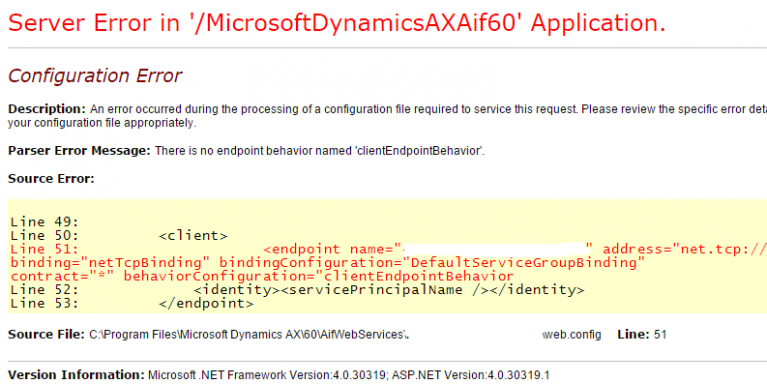 Server Error in '/MicrosoftDynamicsAXAif60' Application.
Configuration Error
Description: An error occurred during the processing of a configuration file required to service this request. Please review the specific error deta
your configuration file appropriately.
Parser Error Message: There is no endpoint behavior named 'clientEndpointBehavior'.
Source Error:
Line 49:
Line 50: <client>
Line 51: <endpoint name=" " address="net.tcp://
binding="netTcpBinding" bindingConfiguration="DefaultServiceGroupBinding"
contract="*" behaviorConfiguration="clientEndpointBehavior
Line 52: <identity><servicePrincipalName /></identity>
Line 53: </endpoint>
Source File: C:\Program Files\Microsoft Dynamics AX\60\AifWebServices\ web.config Line: 51
Version Information: Microsoft .NET Framework Version:4.0.30319; ASP.NET Version:4.0.30319.1